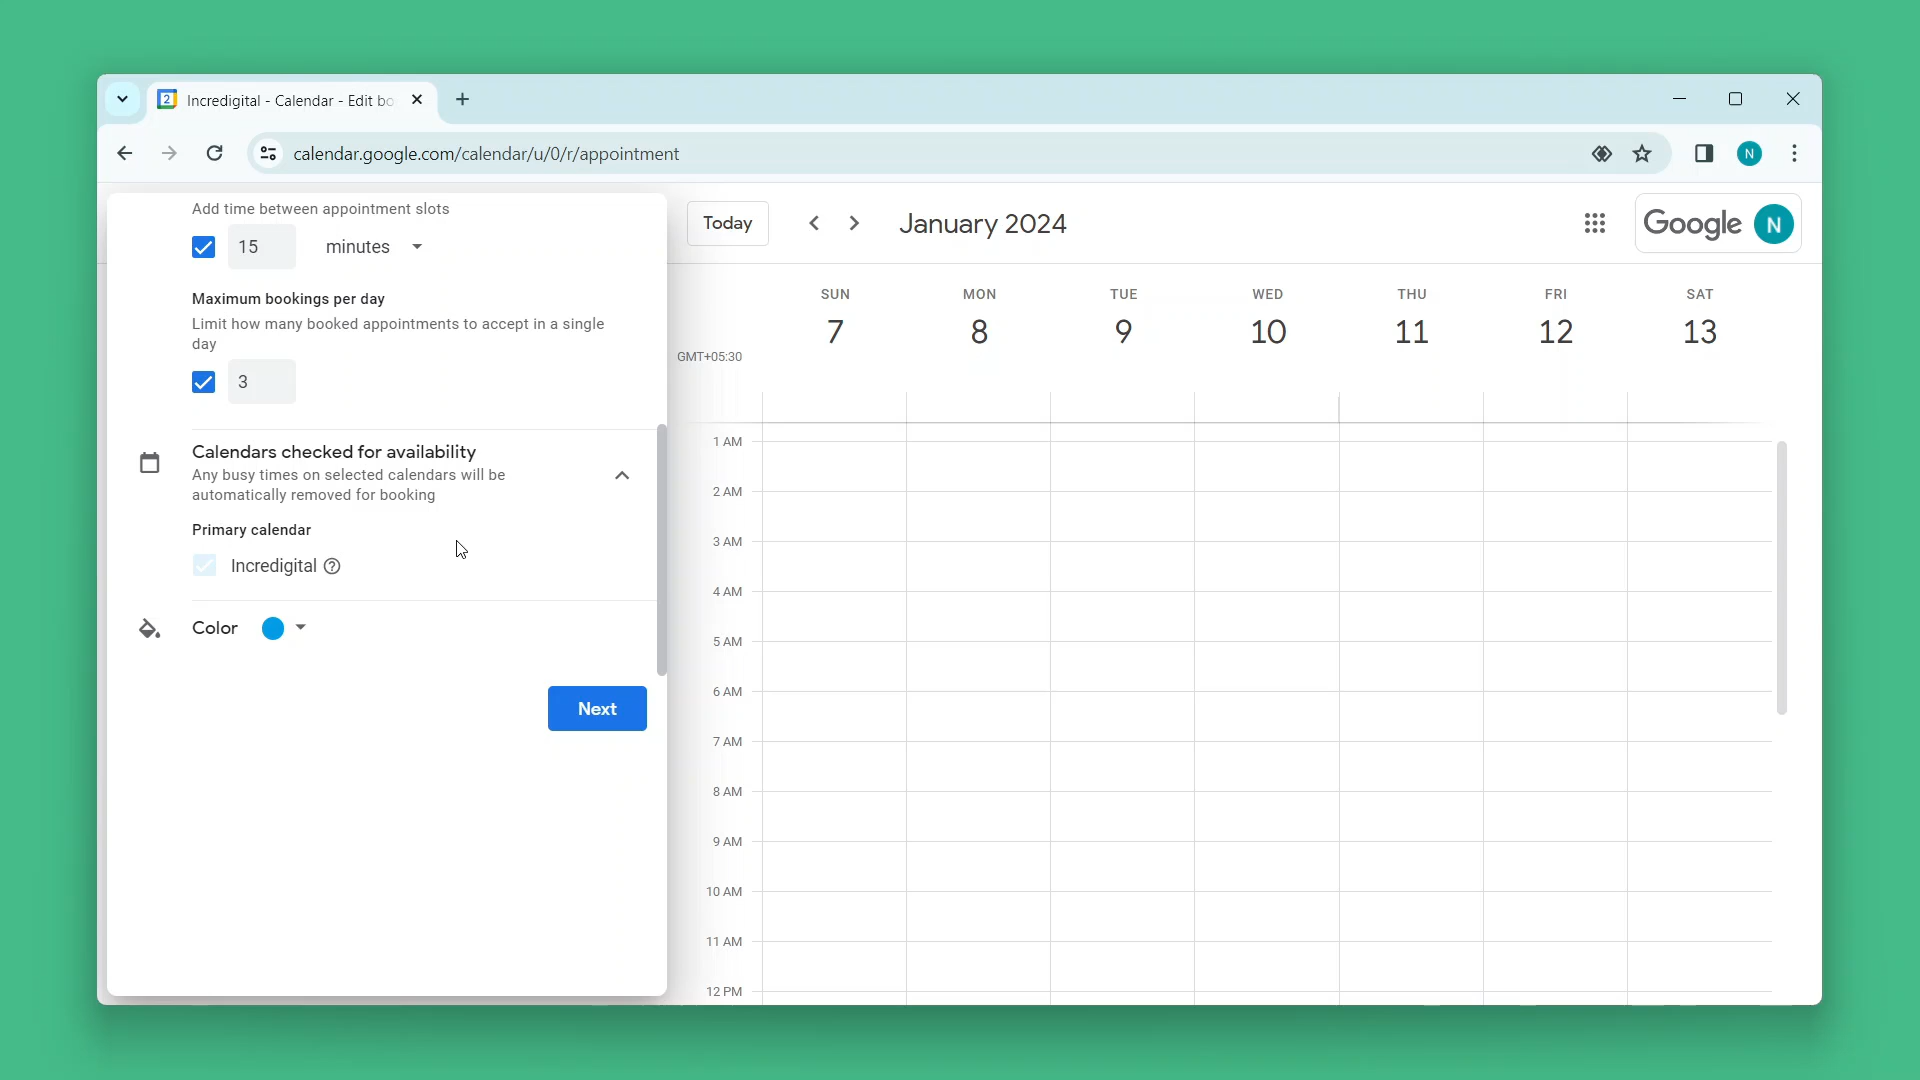 2
Incredigital - Calendar - Edit bo
calendar.google.com/calendar/u/0/r/appointment
N
Add time between appointment slots
15 minutes
Maximum bookings per day
Limit how many booked appointments to accept in a single
day
3
Calendars checked for availability
Any busy times on selected calendars will be
automatically removed for booking
Primary calendar
Incredigital ?
Color
Next
Today
January 2024
Google N
SUN MON TUE WED THU FRI SAT
7 8 9 10 11 12 13
GMT+05:30
1 AM
2 AM
3 AM
4 AM
5 AM
6 AM
7 AM
8 AM
9 AM
10 AM
11 AM
12 PM